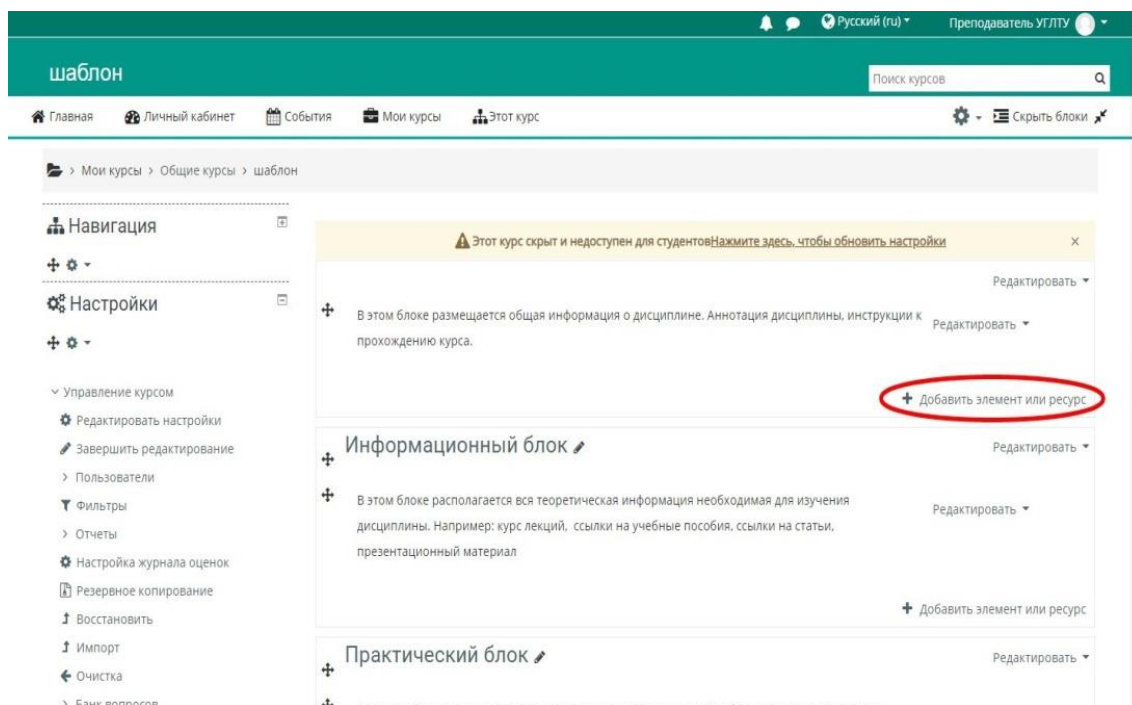 Русский (ru)
Преподаватель УГЛТУ
шаблон
Поиск курсов
Главная
Личный кабинет
События
Мои курсы
Этот курс
Скрыть блоки
> Мои курсы > Общие курсы > шаблон
Навигация
Настройки
Управление курсом
Редактировать настройки
Завершить редактирование
Пользователи
Фильтры
Отчеты
Настройка журнала оценок
Резервное копирование
Восстановить
Импорт
Очистка
Банк вопросов
Этот курс скрыт и недоступен для студентовНажмите здесь, чтобы обновить настройки
Редактировать
В этом блоке размещается общая информация о дисциплине. Аннотация дисциплины, инструкции к
прохождению курса.
Редактировать
+ Добавить элемент или ресурс
Информационный блок
Редактировать
В этом блоке располагается вся теоретическая информация необходимая для изучения
дисциплины. Например: курс лекций, ссылки на учебные пособия, ссылки на статьи,
презентационный материал
Редактировать
+ Добавить элемент или ресурс
Практический блок
Редактировать